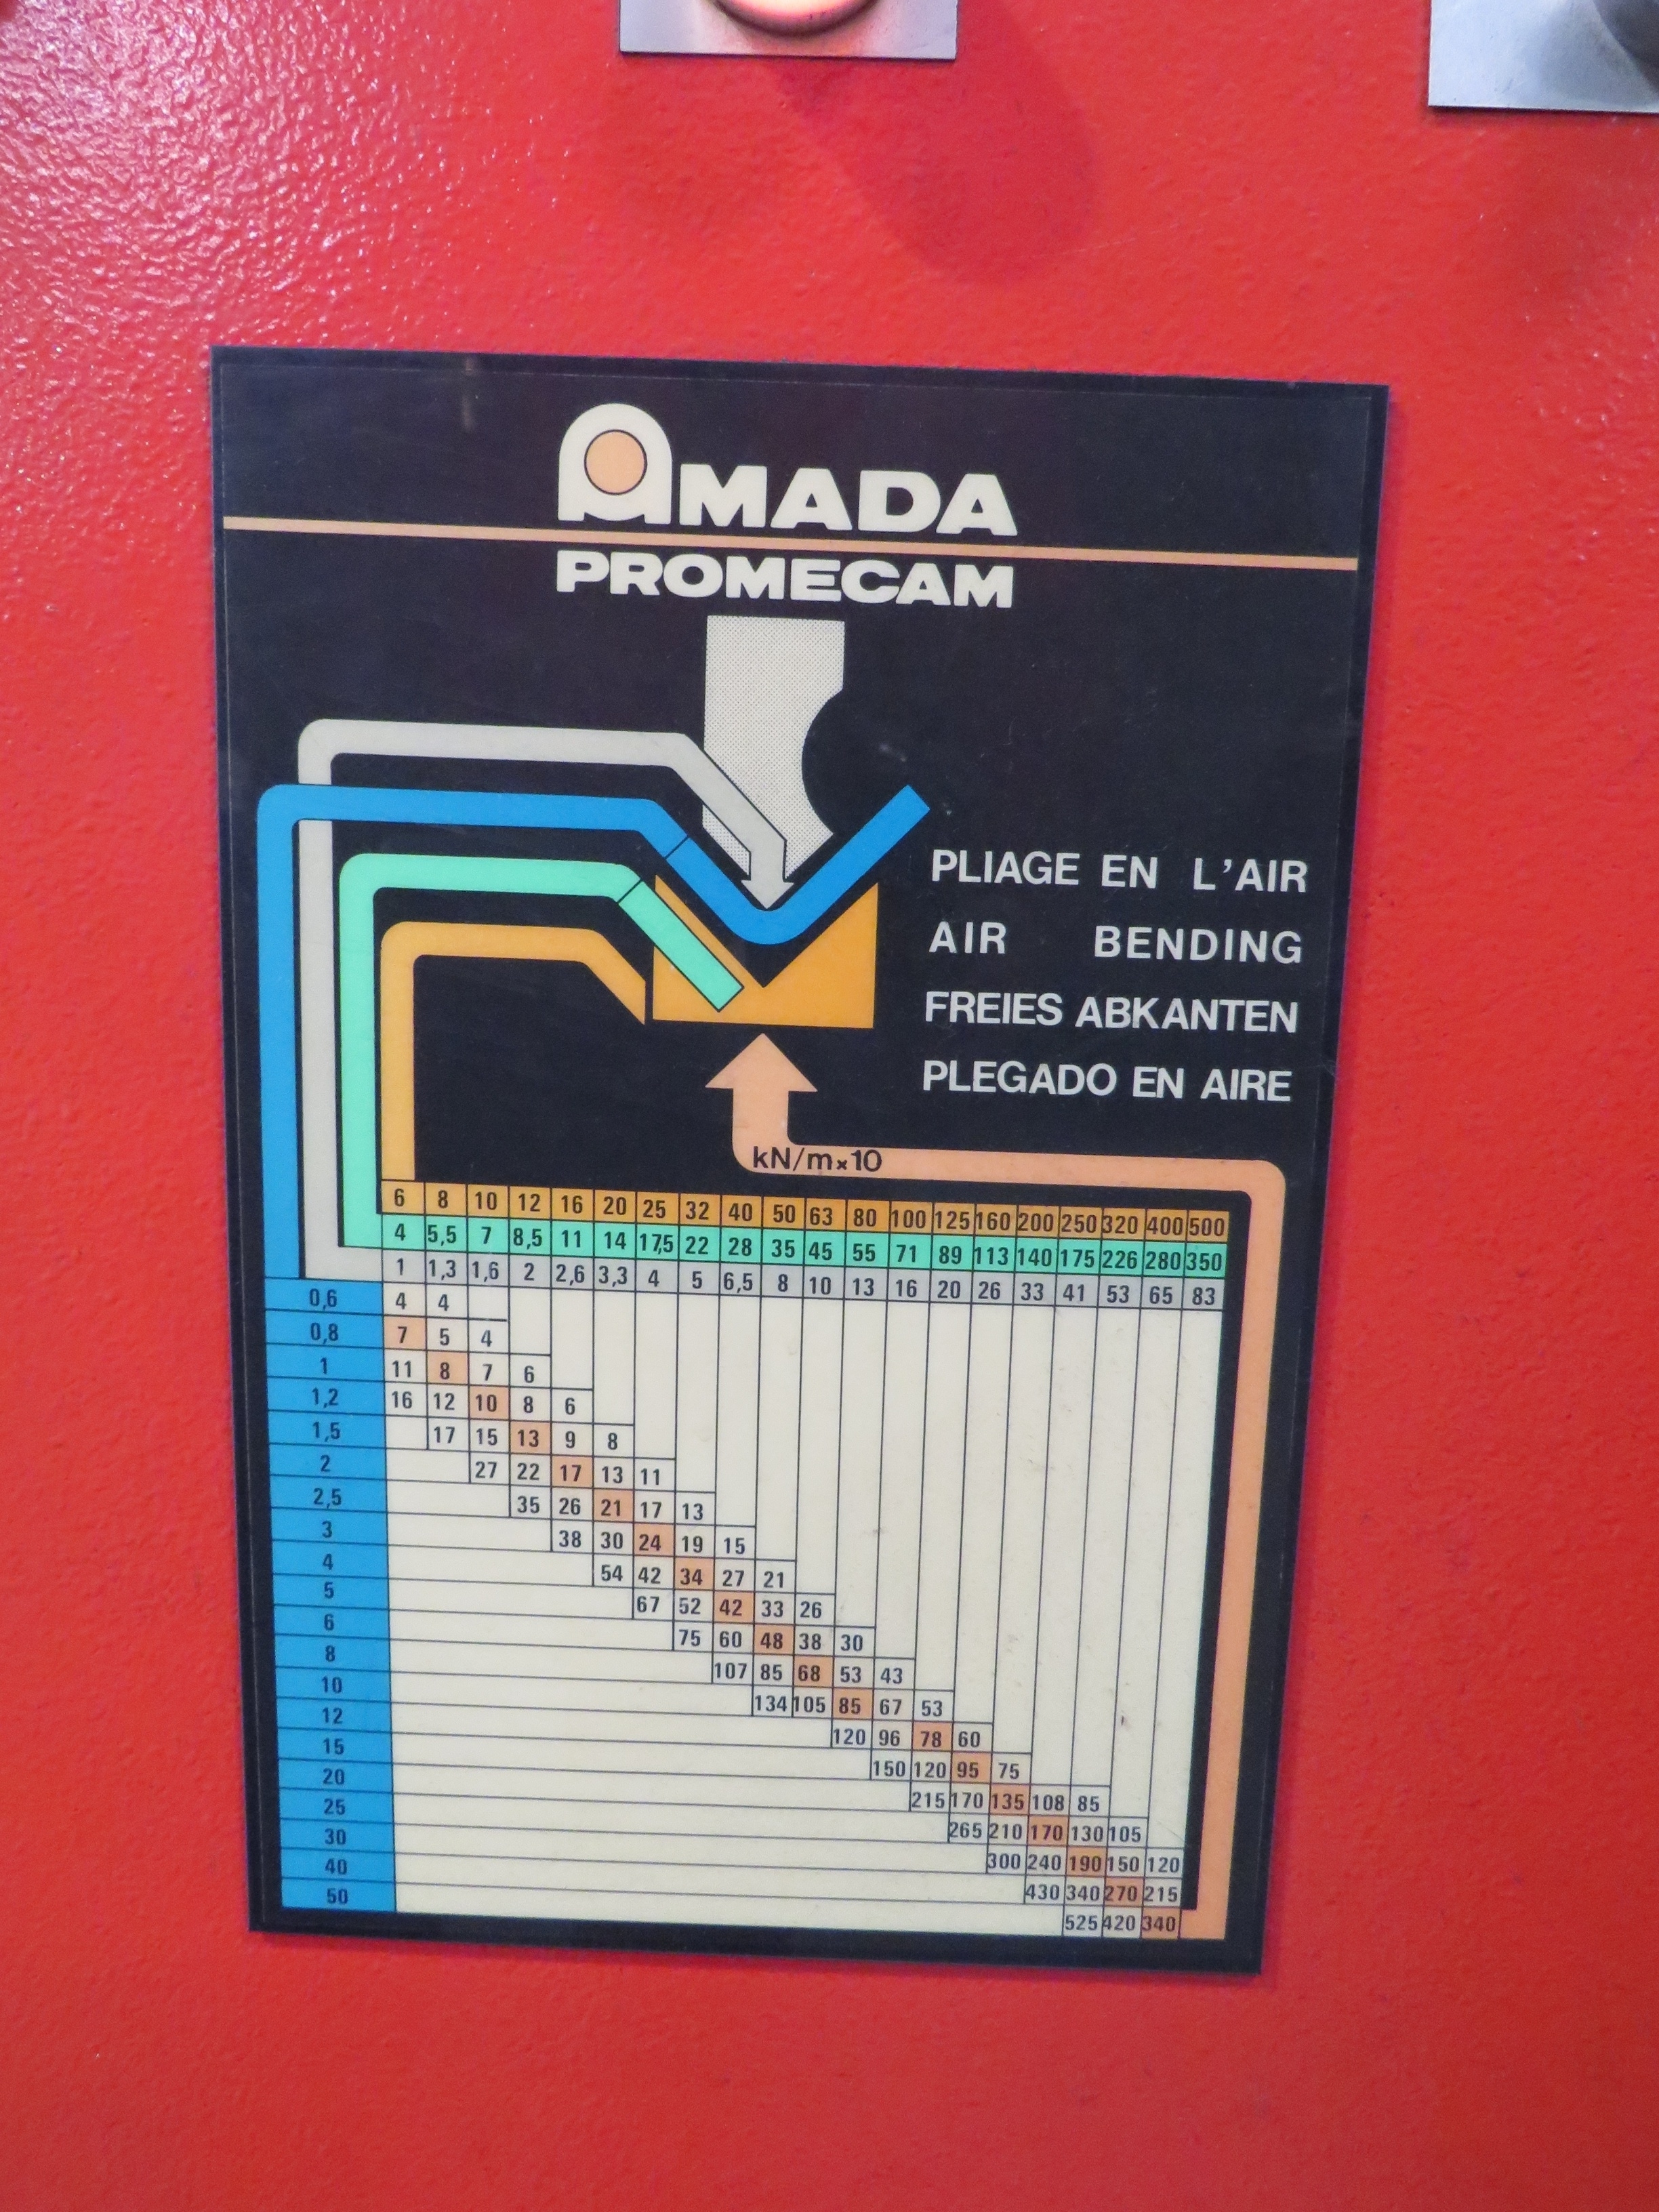 AMADA
PROMECAM
PLIAGE EN L'AIR
AIR BENDING
FREIES ABKANTEN
PLEGADO EN AIRE
kN/m×10
6 8 10 12 16 20 25 32 40 50 63 80 100 125 160 200 250 320 400 500
4 5,5 7 8,5 11 14 17,5 22 28 35 45 55 71 89 113 140 175 226 280 350
1 1,3 1,6 2 2,6 3,3 4 5 6,5 8 10 13 16 20 26 33 41 53 65 83
0,6 4 4
0,8 7 5 4
1 11 8 7 6
1,2 16 12 10 8 6
1,5 17 15 13 9 8
2 27 22 17 13 11
2,5 35 26 21 17 13
3 38 30 24 19 15
4 54 42 34 27 21
5 67 52 42 33 26
6 75 60 48 38 30
8 107 85 68 53 43
10 134 105 85 67 53
12 120 96 78 60
15 150 120 95 75
20 215 170 135 108 85
25 265 210 170 130 105
30 300 240 190 150 120
40 430 340 270 215
50 525 420 340